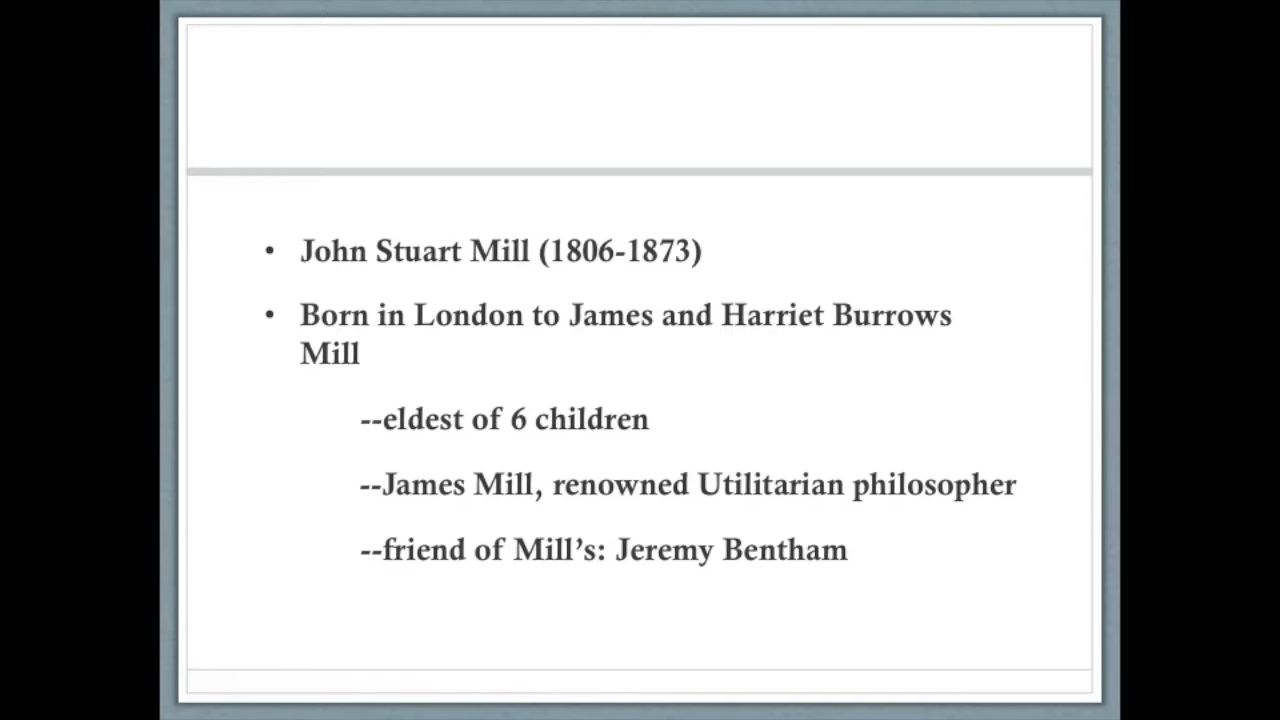 • John Stuart Mill (1806-1873)
• Born in London to James and Harriet Burrows
Mill
--eldest of 6 children
--James Mill, renowned Utilitarian philosopher
--friend of Mill’s: Jeremy Bentham